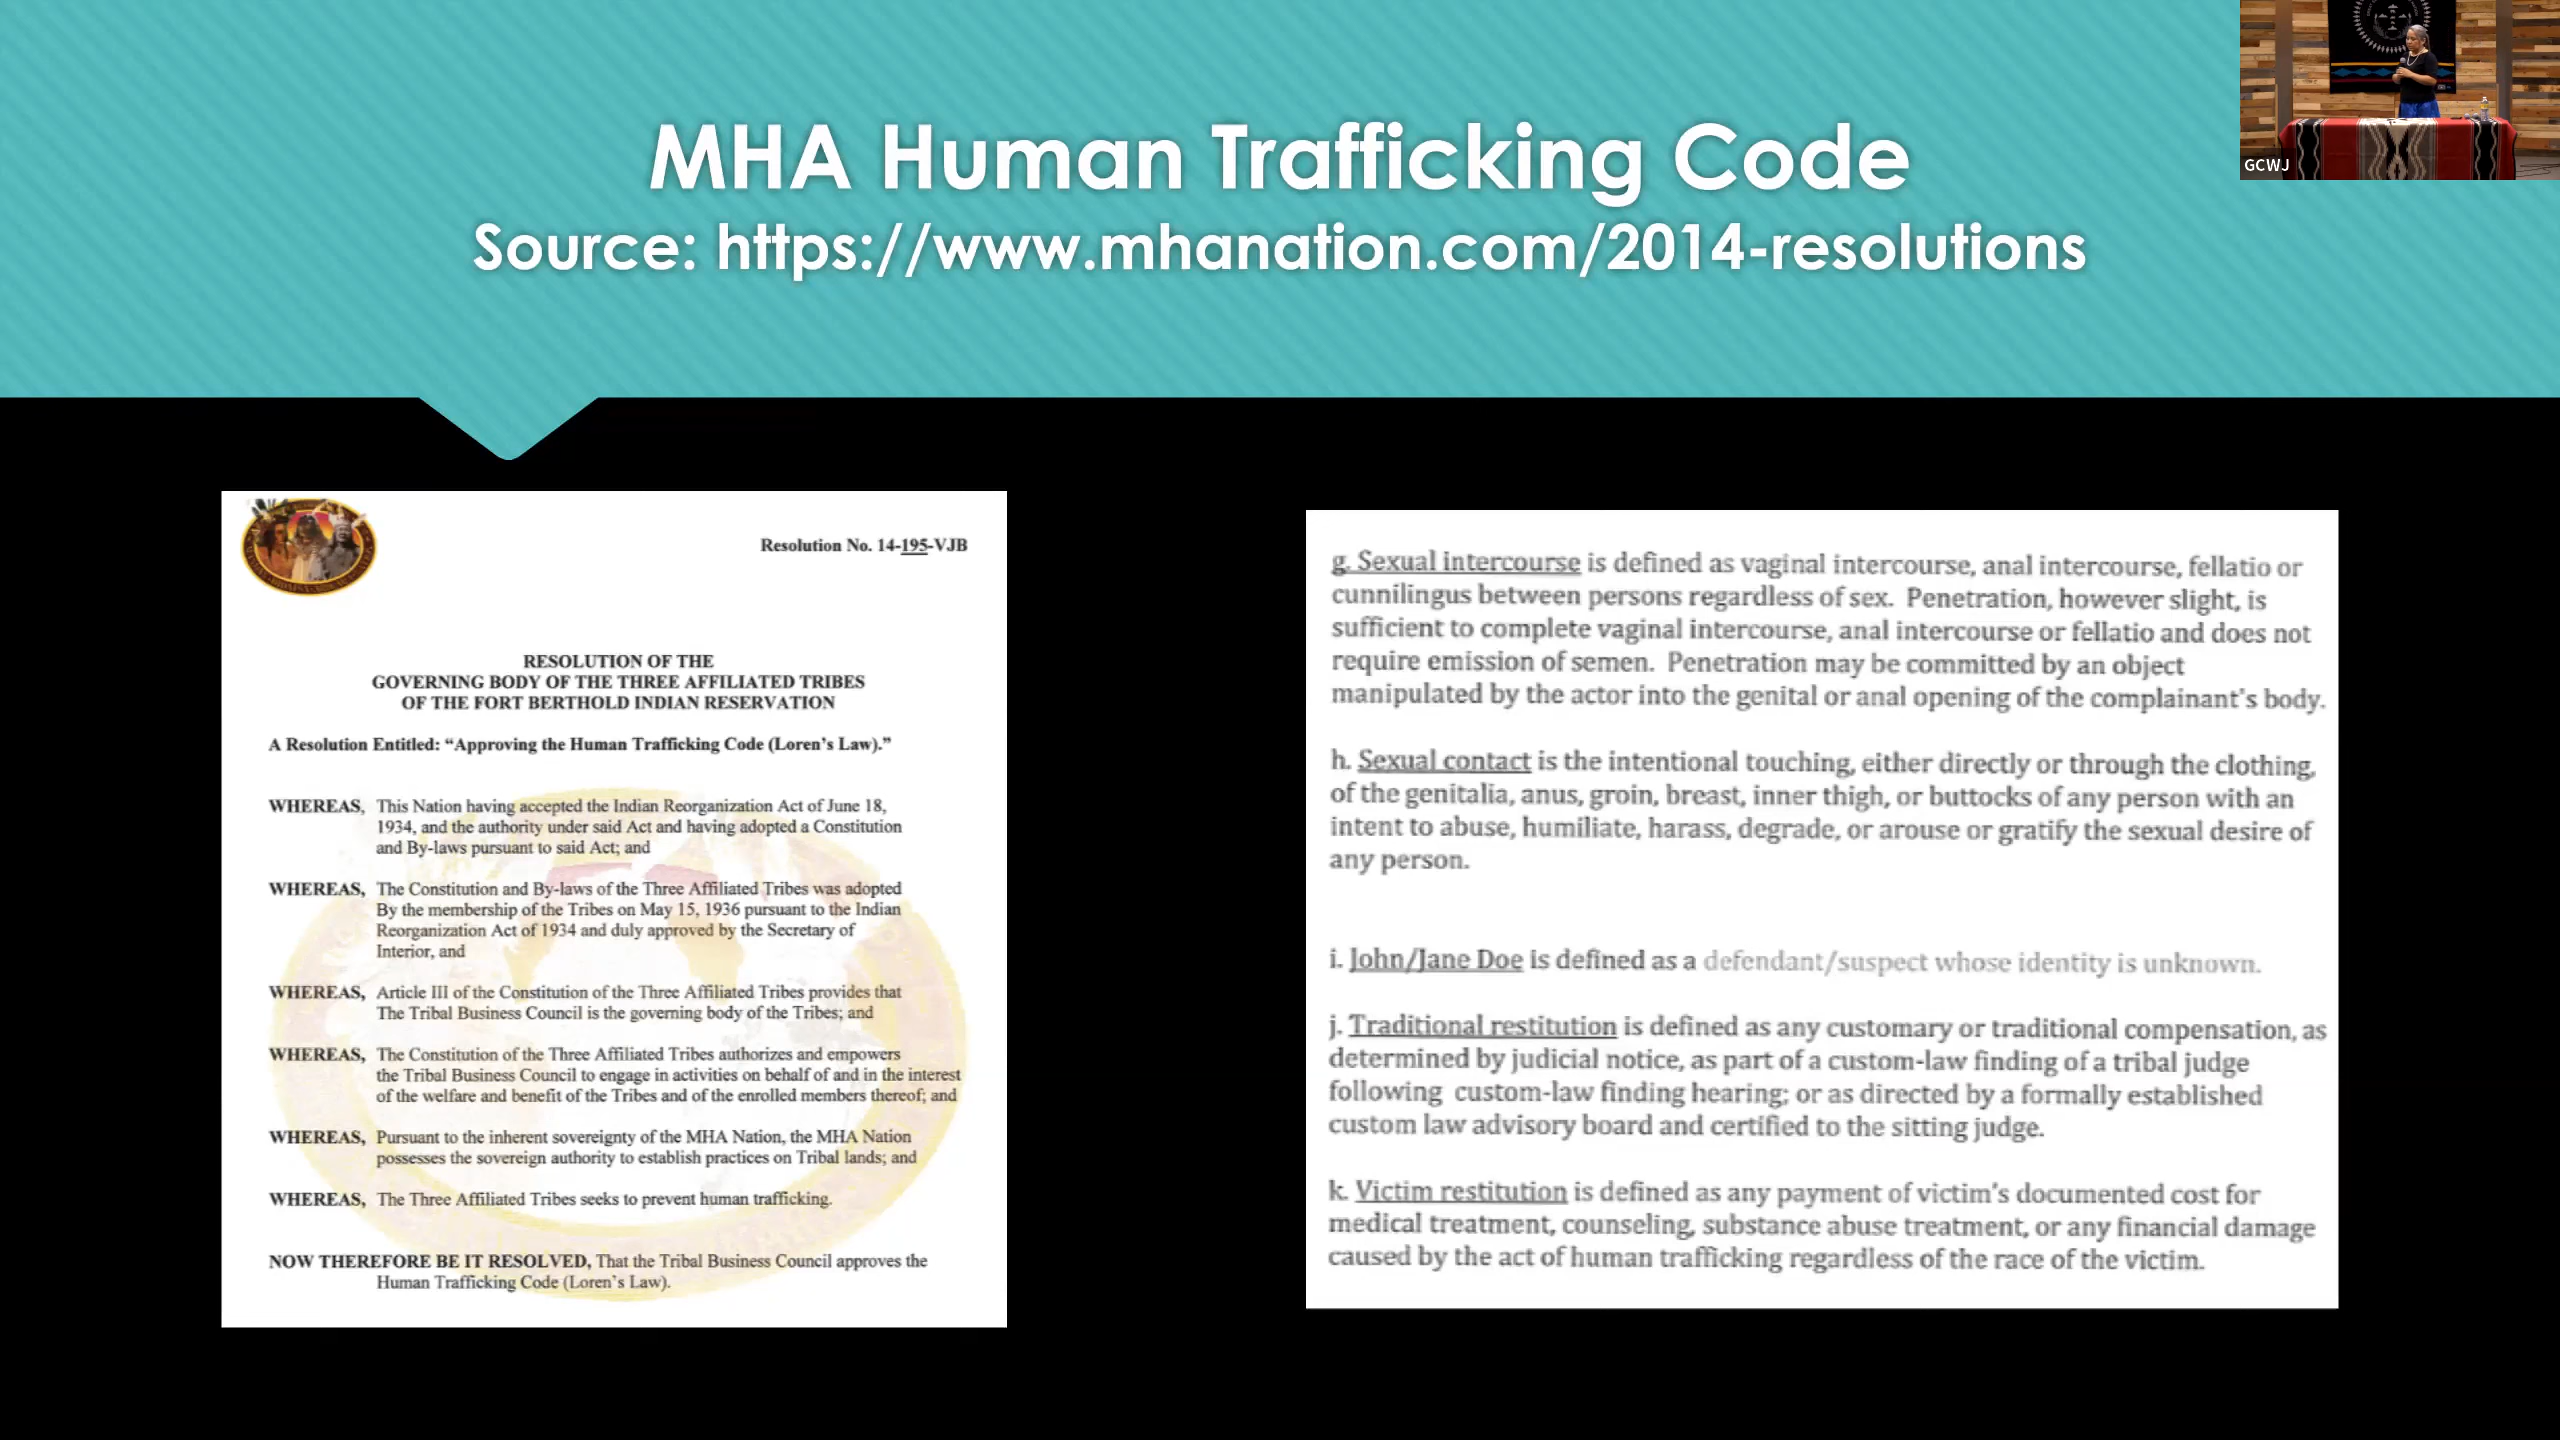 MHA Human Trafficking Code
Source: https://www.mhanation.com/2014-resolutions
GCWJ
Resolution No. 14-195-VJB
RESOLUTION OF THE
GOVERNING BODY OF THE THREE AFFILIATED TRIBES
OF THE FORT BERTHOLD INDIAN RESERVATION
A Resolution Entitled: “Approving the Human Trafficking Code (Loren’s Law).”
WHEREAS, This Nation having accepted the Indian Reorganization Act of June 18,
1934, and the authority under said Act and having adopted a Constitution
and By-laws pursuant to said Act; and
WHEREAS, The Constitution and By-laws of the Three Affiliated Tribes was adopted
By the membership of the Tribes on May 15, 1936 pursuant to the Indian
Reorganization Act of 1934 and duly approved by the Secretary of
Interior, and
WHEREAS, Article III of the Constitution of the Three Affiliated Tribes provides that
The Tribal Business Council is the governing body of the Tribes; and
WHEREAS, The Constitution of the Three Affiliated Tribes authorizes and empowers
the Tribal Business Council to engage in activities on behalf of and in the interest
of the welfare and benefit of the Tribes and of the enrolled members thereof; and
WHEREAS, Pursuant to the inherent sovereignty of the MHA Nation, the MHA Nation
possesses the sovereign authority to establish practices on Tribal lands; and
WHEREAS, The Three Affiliated Tribes seeks to prevent human trafficking.
NOW THEREFORE BE IT RESOLVED, That the Tribal Business Council approves the
Human Trafficking Code (Loren’s Law).
g. Sexual intercourse is defined as vaginal intercourse, anal intercourse, fellatio or
cunnilingus between persons regardless of sex. Penetration, however slight, is
sufficient to complete vaginal intercourse, anal intercourse or fellatio and does not
require emission of semen. Penetration may be committed by an object
manipulated by the actor into the genital or anal opening of the complainant’s body.
h. Sexual contact is the intentional touching, either directly or through the clothing,
of the genitalia, anus, groin, breast, inner thigh, or buttocks of any person with an
intent to abuse, humiliate, harass, degrade, or arouse or gratify the sexual desire of
any person.
i. John/Jane Doe is defined as a defendant/suspect whose identity is unknown.
j. Traditional restitution is defined as any customary or traditional compensation, as
determined by judicial notice, as part of a custom-law finding of a tribal judge
following custom-law finding hearing; or as directed by a formally established
custom law advisory board and certified to the sitting judge.
k. Victim restitution is defined as any payment of victim’s documented cost for
medical treatment, counseling, substance abuse treatment, or any financial damage
caused by the act of human trafficking regardless of the race of the victim.